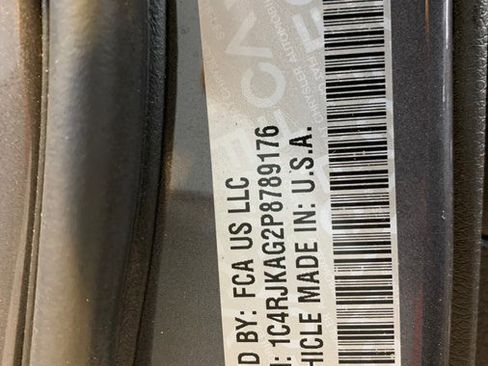 D BY: FCA US LLC
: 1C4RJKAG2P8789176
HICLE MADE IN: U.S.A.